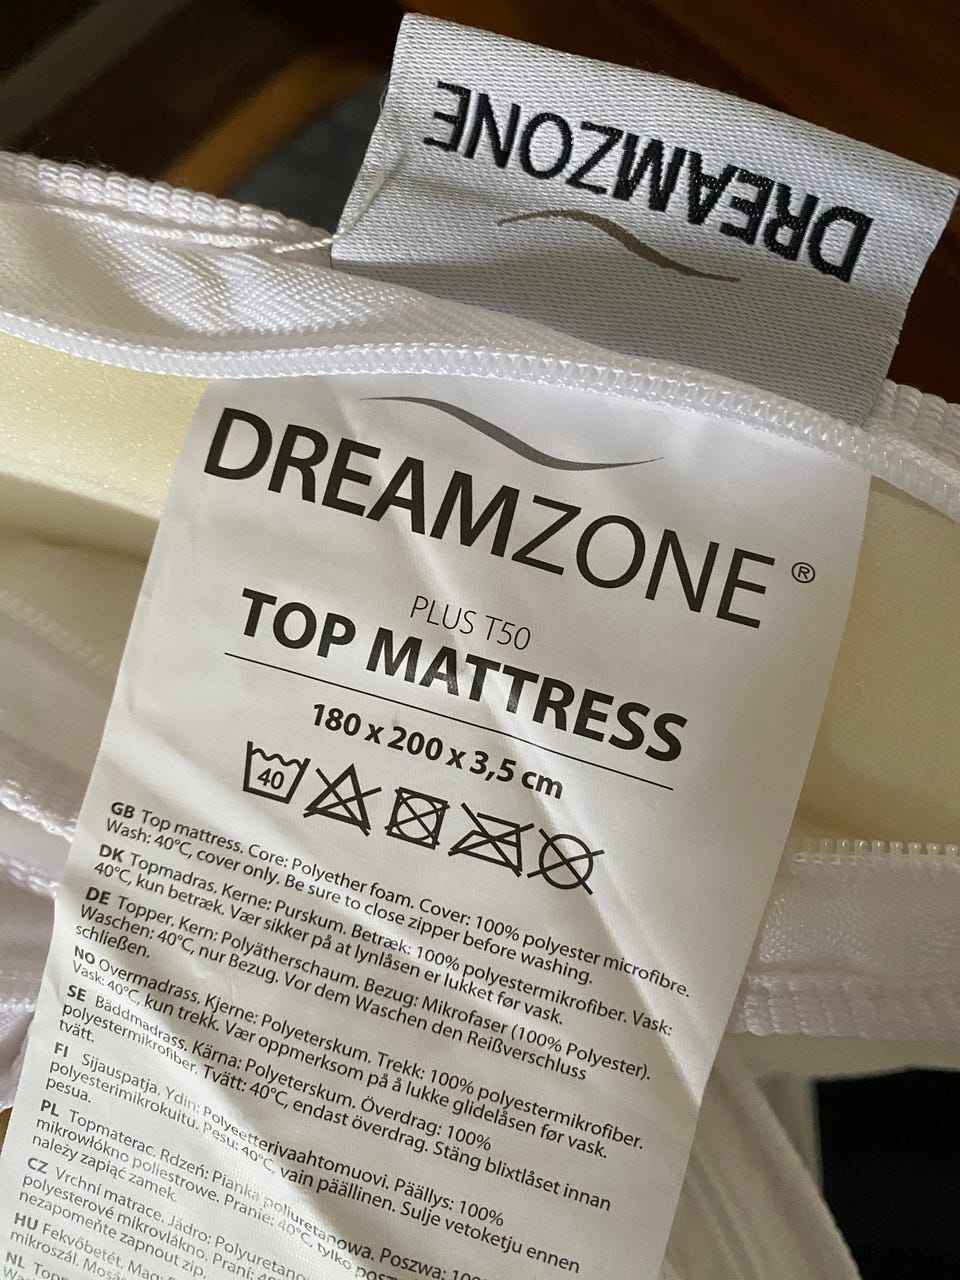 DREAMZONE
DREAMZONE®
PLUS T50
TOP MATTRESS
180 x 200 x 3,5 cm
40
GB Top mattress. Core: Polyether foam. Cover: 100% polyester microfibre.
Wash: 40°C, cover only. Be sure to close zipper before washing.
DK Topmadras. Kerne: Purskum. Betræk: 100% polyestermikrofiber. Vask:
40°C, kun betræk. Vær sikker på at lynlåsen er lukket før vask.
DE Topper. Kern: Polyätherschaum. Bezug: Mikrofaser (100% Polyester).
Waschen: 40°C, nur Bezug. Vor dem Waschen den Reißverschluss
schließen.
NO Overmadrass. Kjerne: Polyeterskum. Trekk: 100% polyestermikrofiber.
Vask: 40°C, kun trekk. Vær oppmerksom på å lukke glidelåsen før vask.
SE Bäddmadrass. Kärna: Polyeterskum. Överdrag: 100%
polyestermikrofiber. Tvätt: 40°C, endast överdrag. Stäng blixtlåset innan
tvätt.
FI Sijauspatja. Ydin: Polyeetterivaahtomuovi. Päällys: 100%
polyesterimikrokuitu. Pesu: 40°C, vain päällinen. Sulje vetoketju ennen
pesua.
PL Topmaterac. Rdzeń: Pianka poliuretanowa. Poszwa: 100%
mikrowłókno poliestrowe. Pranie: 40°C, tylko
należy zapiąć zamek.
CZ Vrchní matrace. Jádro:
polyesterové mikrovlákno. Praní:
nezapomeňte zapnout zip.
HU Fekvőbetét.
mikroszál.
NL